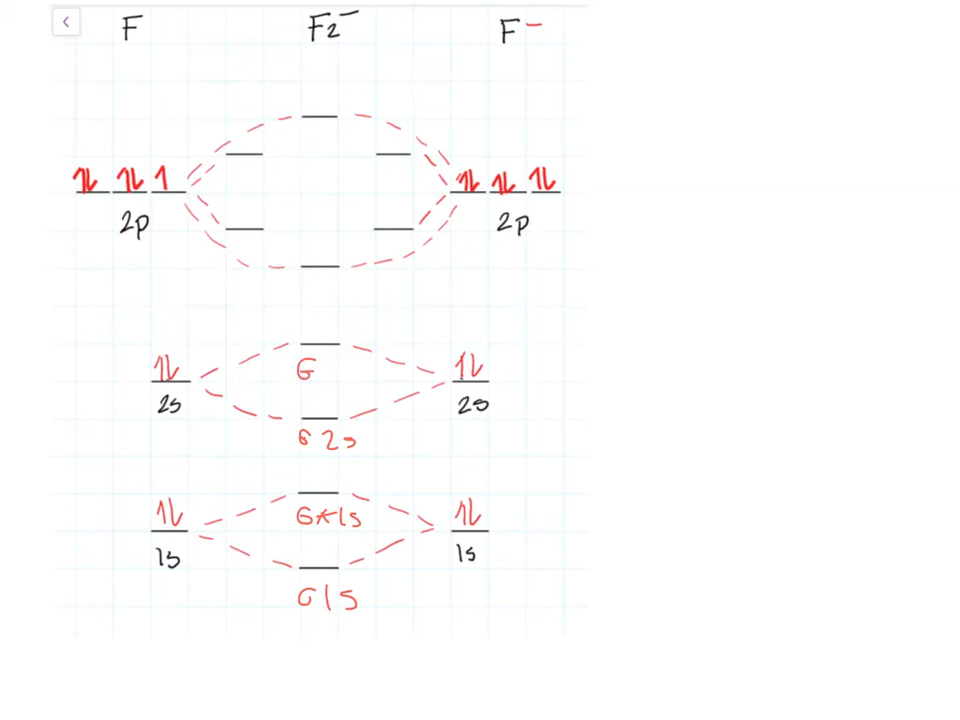 F F₂⁻ F⁻
⥮ ⥮ ↿ ⥮ ⥮ ⥮
2p 2p
⥮ ⥮
σ
2s 2s
σ 2s
⥮ ⥮
σ*1s
1s 1s
σ1s